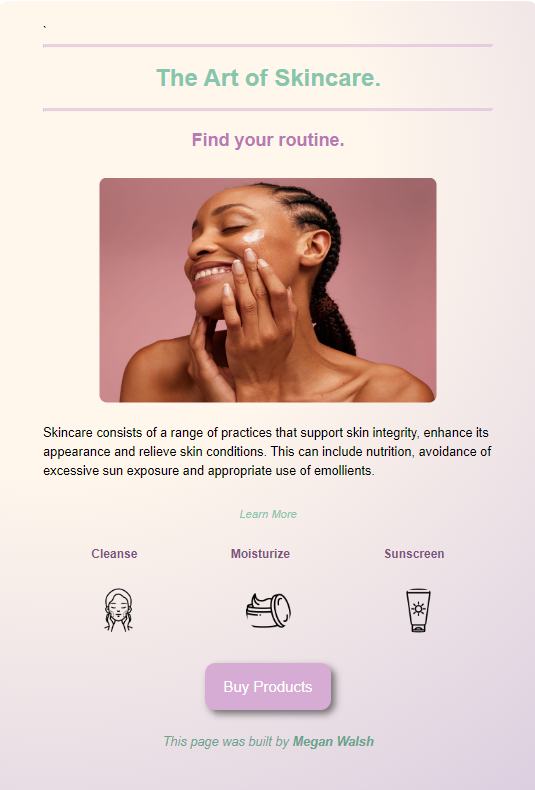 `
The Art of Skincare.
Find your routine.
Skincare consists of a range of practices that support skin integrity, enhance its
appearance and relieve skin conditions. This can include nutrition, avoidance of
excessive sun exposure and appropriate use of emollients.
Learn More
Cleanse Moisturize Sunscreen
Buy Products
This page was built by Megan Walsh